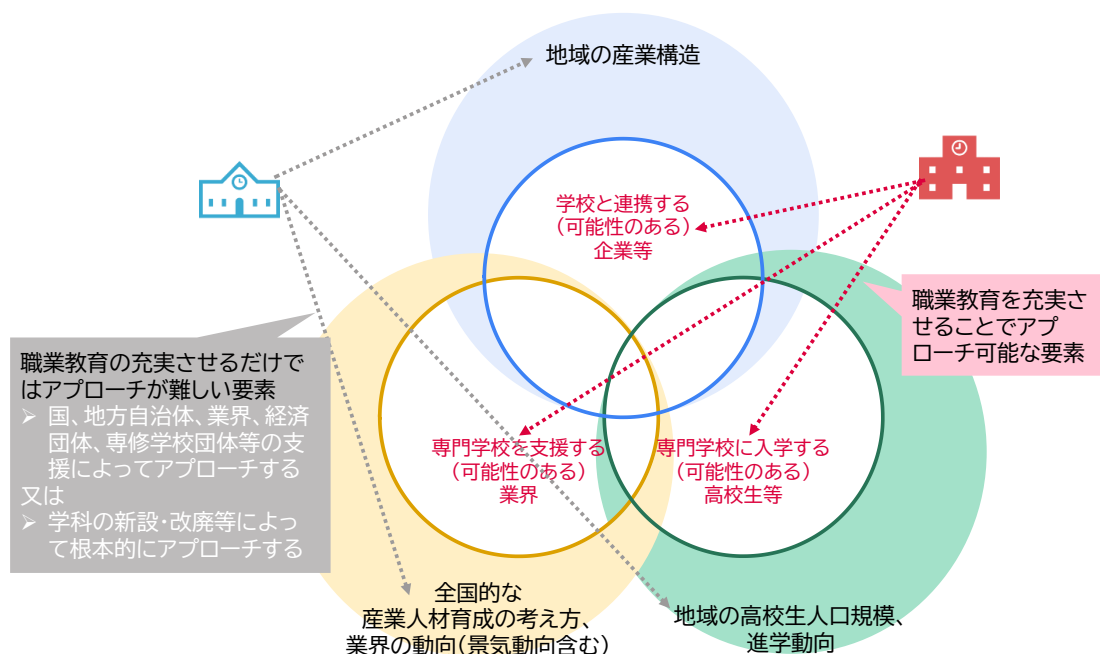 地域の産業構造
学校と連携する
（可能性のある）
企業等
職業教育を充実さ
せることでアプ
ローチ可能な要素
職業教育の充実させるだけで
はアプローチが難しい要素
➢ 国、地方自治体、業界、経済
団体、専修学校団体等の支
援によってアプローチする
又は
➢ 学科の新設・改廃等によっ
て根本的にアプローチする
専門学校を支援する
（可能性のある）
業界
専門学校に入学する
（可能性のある）
高校生等
全国的な
産業人材育成の考え方、
業界の動向（景気動向含む）
地域の高校生人口規模、
進学動向